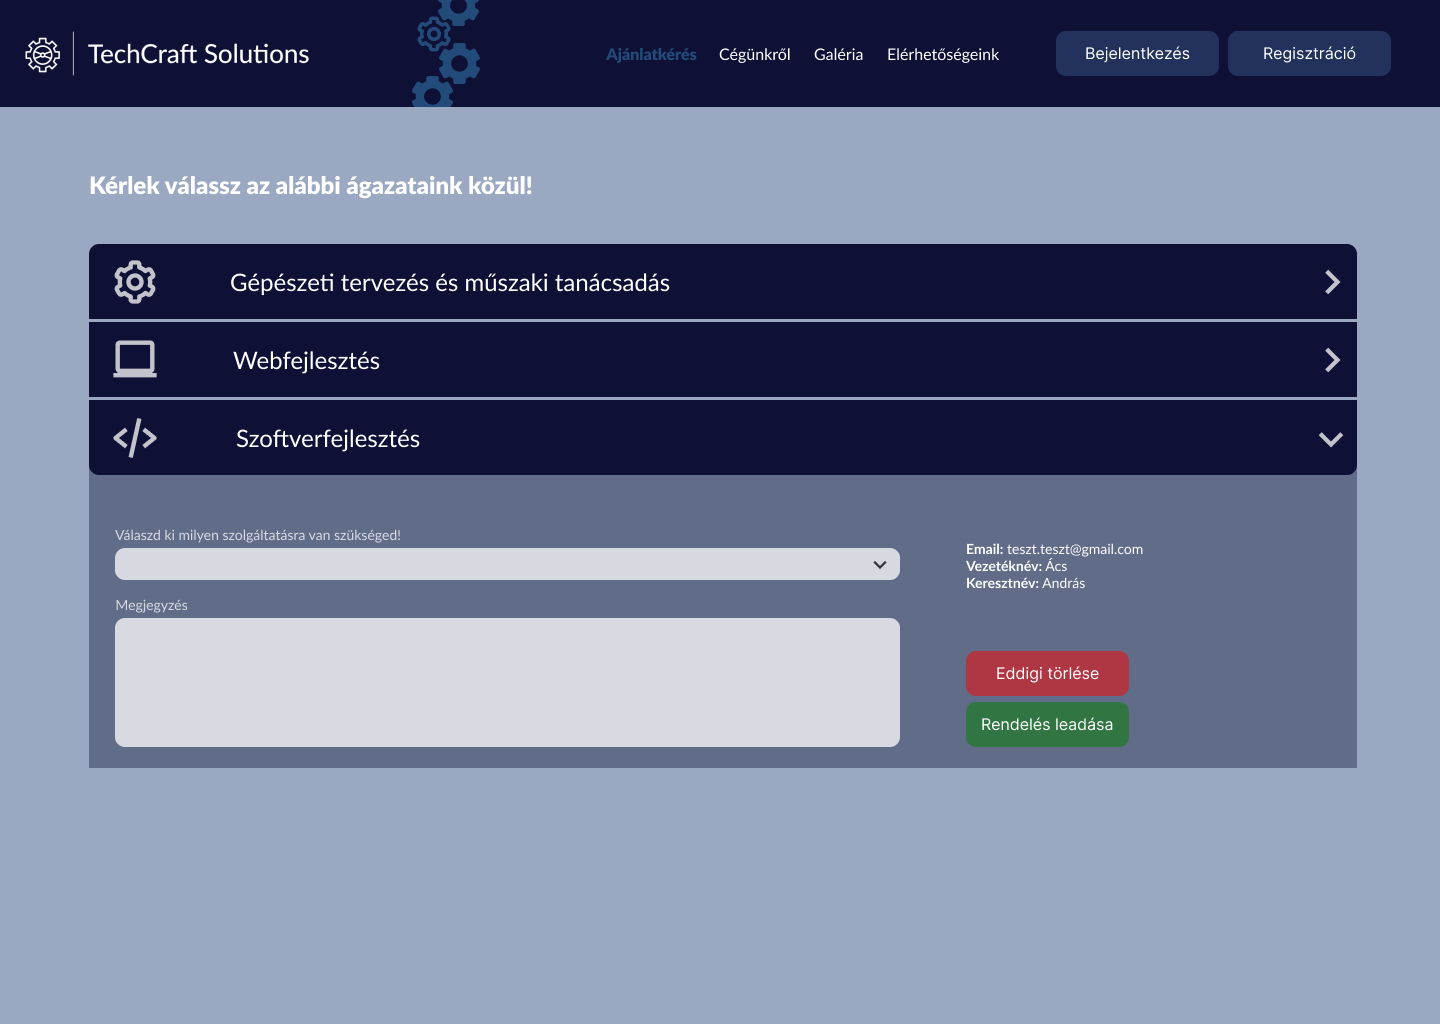 TechCraft Solutions
Ajánlatkérés Cégünkről Galéria Elérhetőségeink
Bejelentkezés Regisztráció
Kérlek válassz az alábbi ágazataink közül!
Gépészeti tervezés és műszaki tanácsadás
Webfejlesztés
Szoftverfejlesztés
Válaszd ki milyen szolgáltatásra van szükséged!
Megjegyzés
Email: teszt.teszt@gmail.com
Vezetéknév: Ács
Keresztnév: András
Eddigi törlése
Rendelés leadása